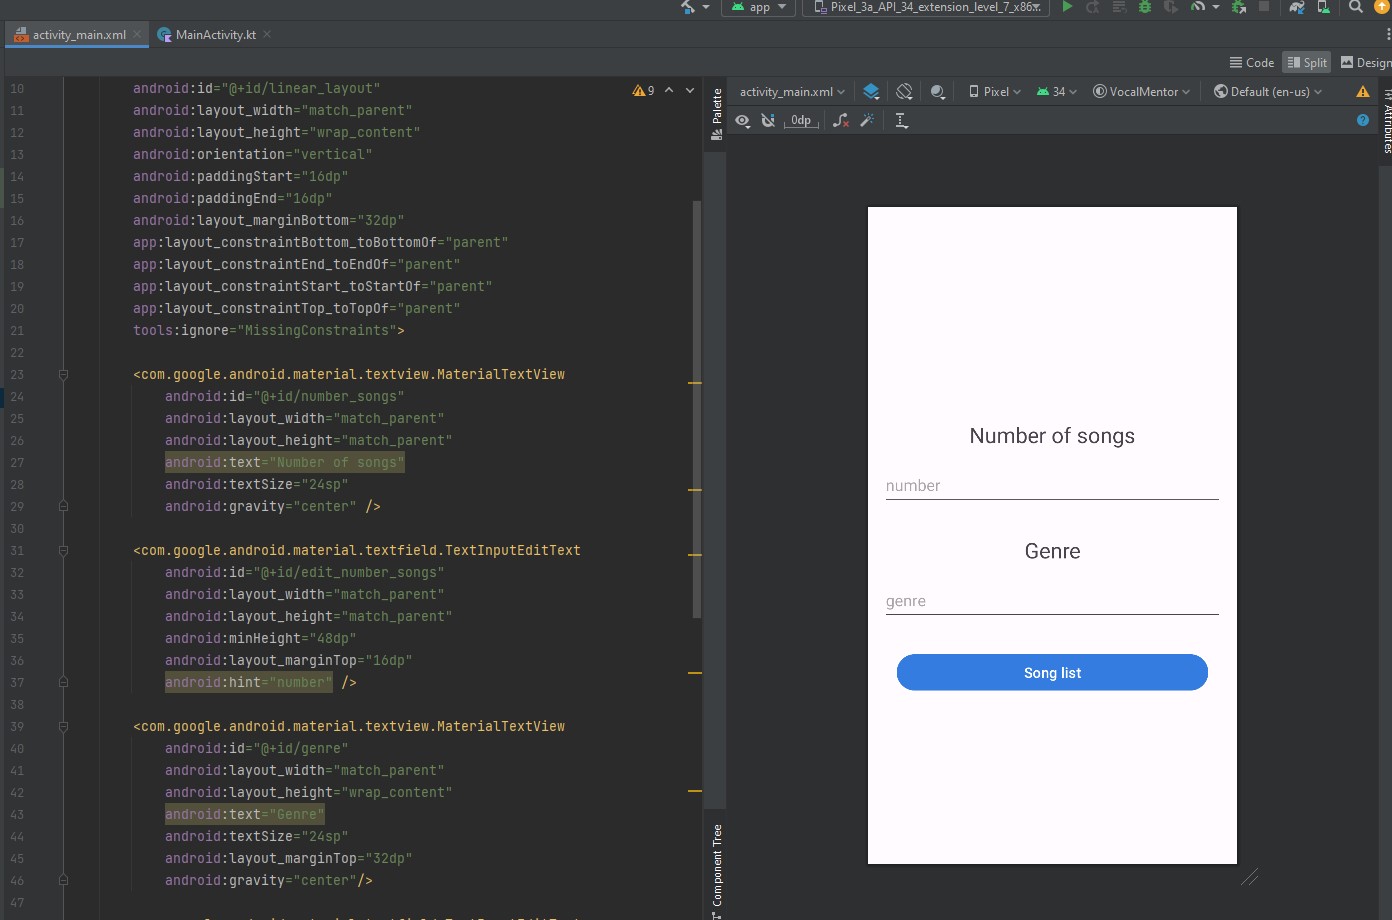 app
Pixel_3a_API_34_extension_level_7_x86...
activity_main.xml
MainActivity.kt
Code
Split
Design
10 android:id="@+id/linear_layout"
9
11 android:layout_width="match_parent"
12 android:layout_height="wrap_content"
13 android:orientation="vertical"
14 android:paddingStart="16dp"
15 android:paddingEnd="16dp"
16 android:layout_marginBottom="32dp"
17 app:layout_constraintBottom_toBottomOf="parent"
18 app:layout_constraintEnd_toEndOf="parent"
19 app:layout_constraintStart_toStartOf="parent"
20 app:layout_constraintTop_toTopOf="parent"
21 tools:ignore="MissingConstraints">
22
23 <com.google.android.material.textview.MaterialTextView
24 android:id="@+id/number_songs"
25 android:layout_width="match_parent"
26 android:layout_height="match_parent"
27 android:text="Number of songs"
28 android:textSize="24sp"
29 android:gravity="center" />
30
31 <com.google.android.material.textfield.TextInputEditText
32 android:id="@+id/edit_number_songs"
33 android:layout_width="match_parent"
34 android:layout_height="match_parent"
35 android:minHeight="48dp"
36 android:layout_marginTop="16dp"
37 android:hint="number" />
38
39 <com.google.android.material.textview.MaterialTextView
40 android:id="@+id/genre"
41 android:layout_width="match_parent"
42 android:layout_height="wrap_content"
43 android:text="Genre"
44 android:textSize="24sp"
45 android:layout_marginTop="32dp"
46 android:gravity="center"/>
47
Palette
Component Tree
activity_main.xml
Pixel
34
VocalMentor
Default (en-us)
0dp
Attributes
Number of songs
number
Genre
genre
Song list